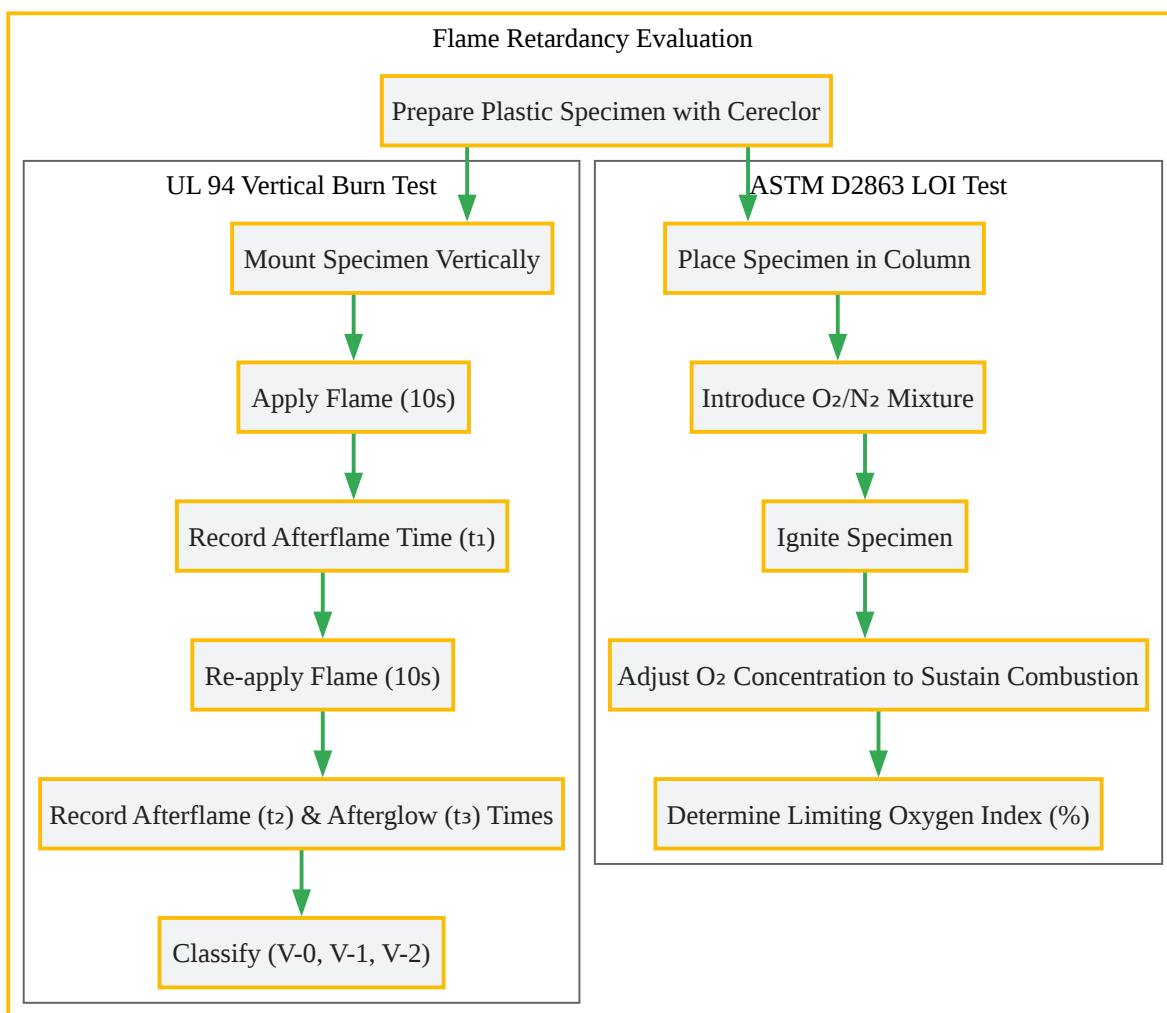 Flame Retardancy Evaluation
Prepare Plastic Specimen with Cereclor
UL 94 Vertical Burn Test
Mount Specimen Vertically
Apply Flame (10s)
Record Afterflame Time (t₁)
Re-apply Flame (10s)
Record Afterflame (t₂) & Afterglow (t₃) Times
Classify (V-0, V-1, V-2)
ASTM D2863 LOI Test
Place Specimen in Column
Introduce O₂/N₂ Mixture
Ignite Specimen
Adjust O₂ Concentration to Sustain Combustion
Determine Limiting Oxygen Index (%)